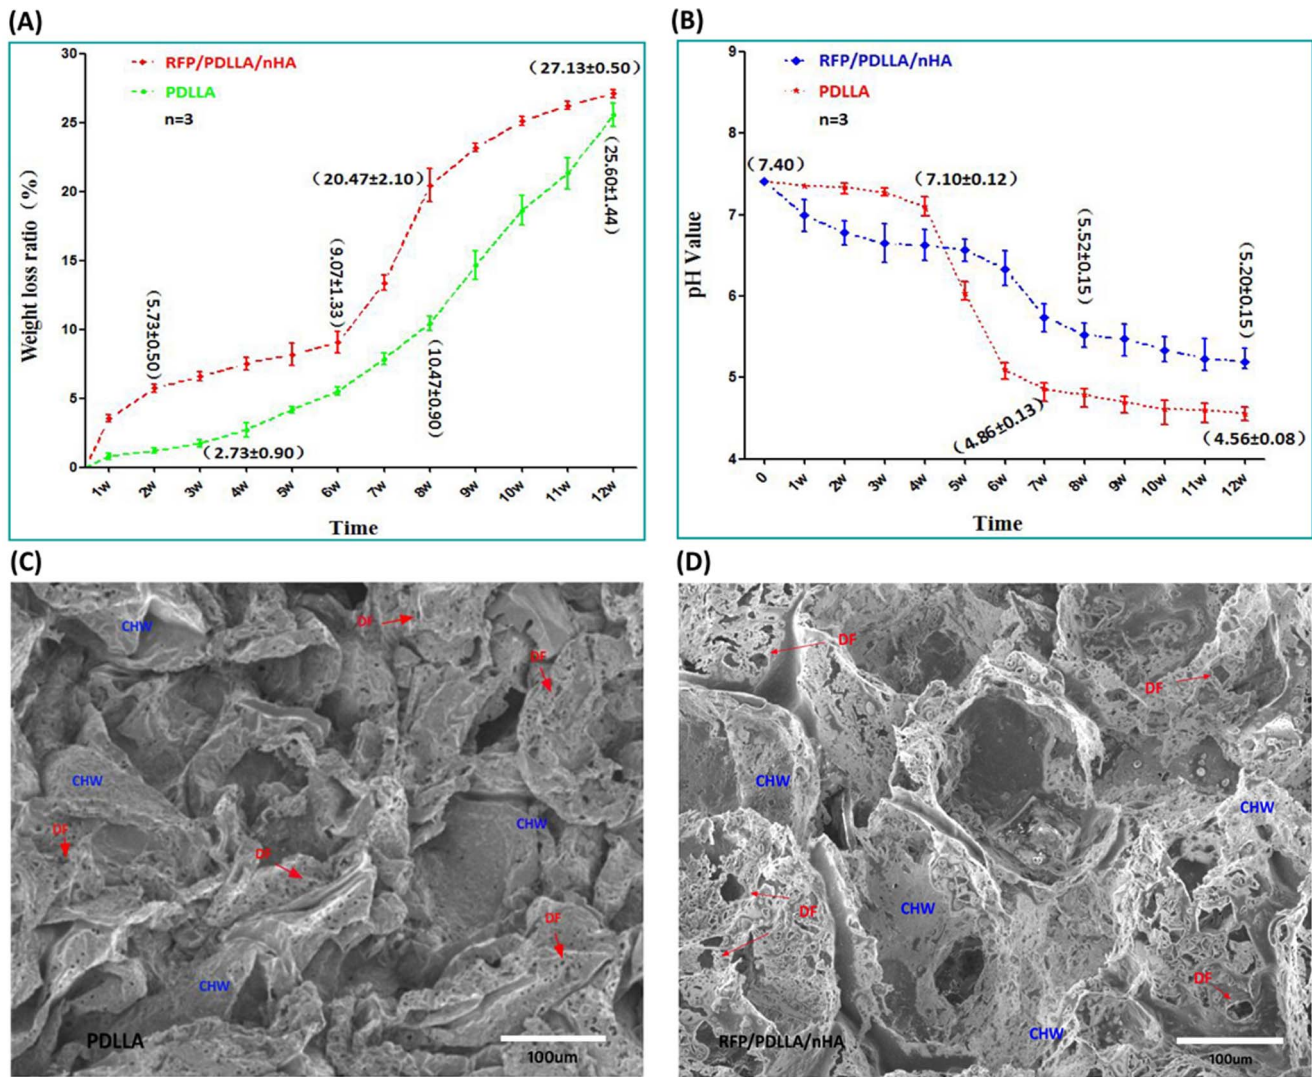 (A)
30
25
20
15
10
5
0
Weight loss ratio (%)
RFP/PDLLA/nHA
PDLLA
n=3
(27.13±0.50)
(20.47±2.10)
(25.60±1.44)
(9.07±1.33)
(5.73±0.50)
(10.47±0.90)
(2.73±0.90)
1w 2w 3w 4w 5w 6w 7w 8w 9w 10w 11w 12w
Time
(B)
9
8
7
6
5
4
pH Value
RFP/PDLLA/nHA
PDLLA
n=3
(7.40)
(7.10±0.12)
(5.52±0.15)
(5.20±0.15)
(4.86±0.13)
(4.56±0.08)
0 1w 2w 3w 4w 5w 6w 7w 8w 9w 10w 11w 12w
Time
(C)
CHW
DF
DF
CHW
CHW
DF
DF
DF
CHW
PDLLA
100um
(D)
DF
DF
CHW
CHW
CHW
DF
DF
CHW
RFP/PDLLA/nHA
100um